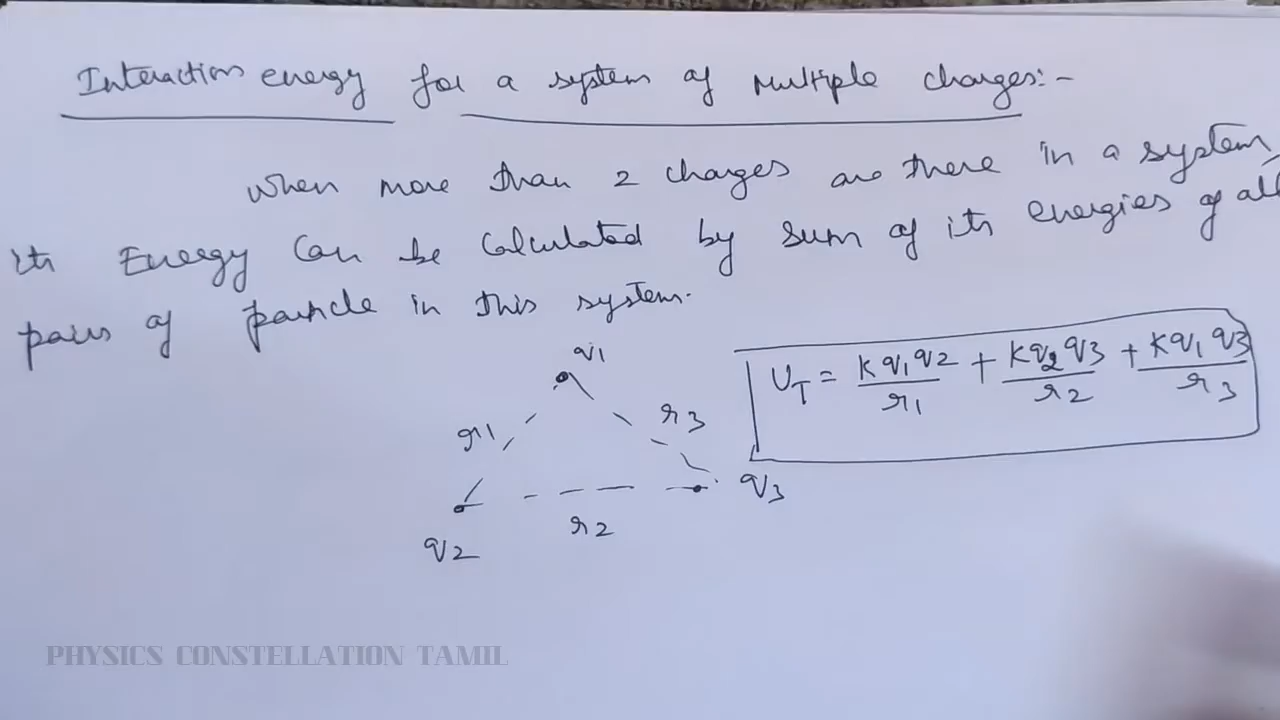 Interaction energy for a system of Multiple charges:-
When more than 2 charges are there in a system,
its Energy can be calculated by sum of its energies of all
pairs of particle in this system.
q1
U_T = Kq1q2/r1 + Kq2q3/r2 + Kq1q3/r3
r1
r3
q3
r2
q2
PHYSICS CONSTELLATION TAMIL